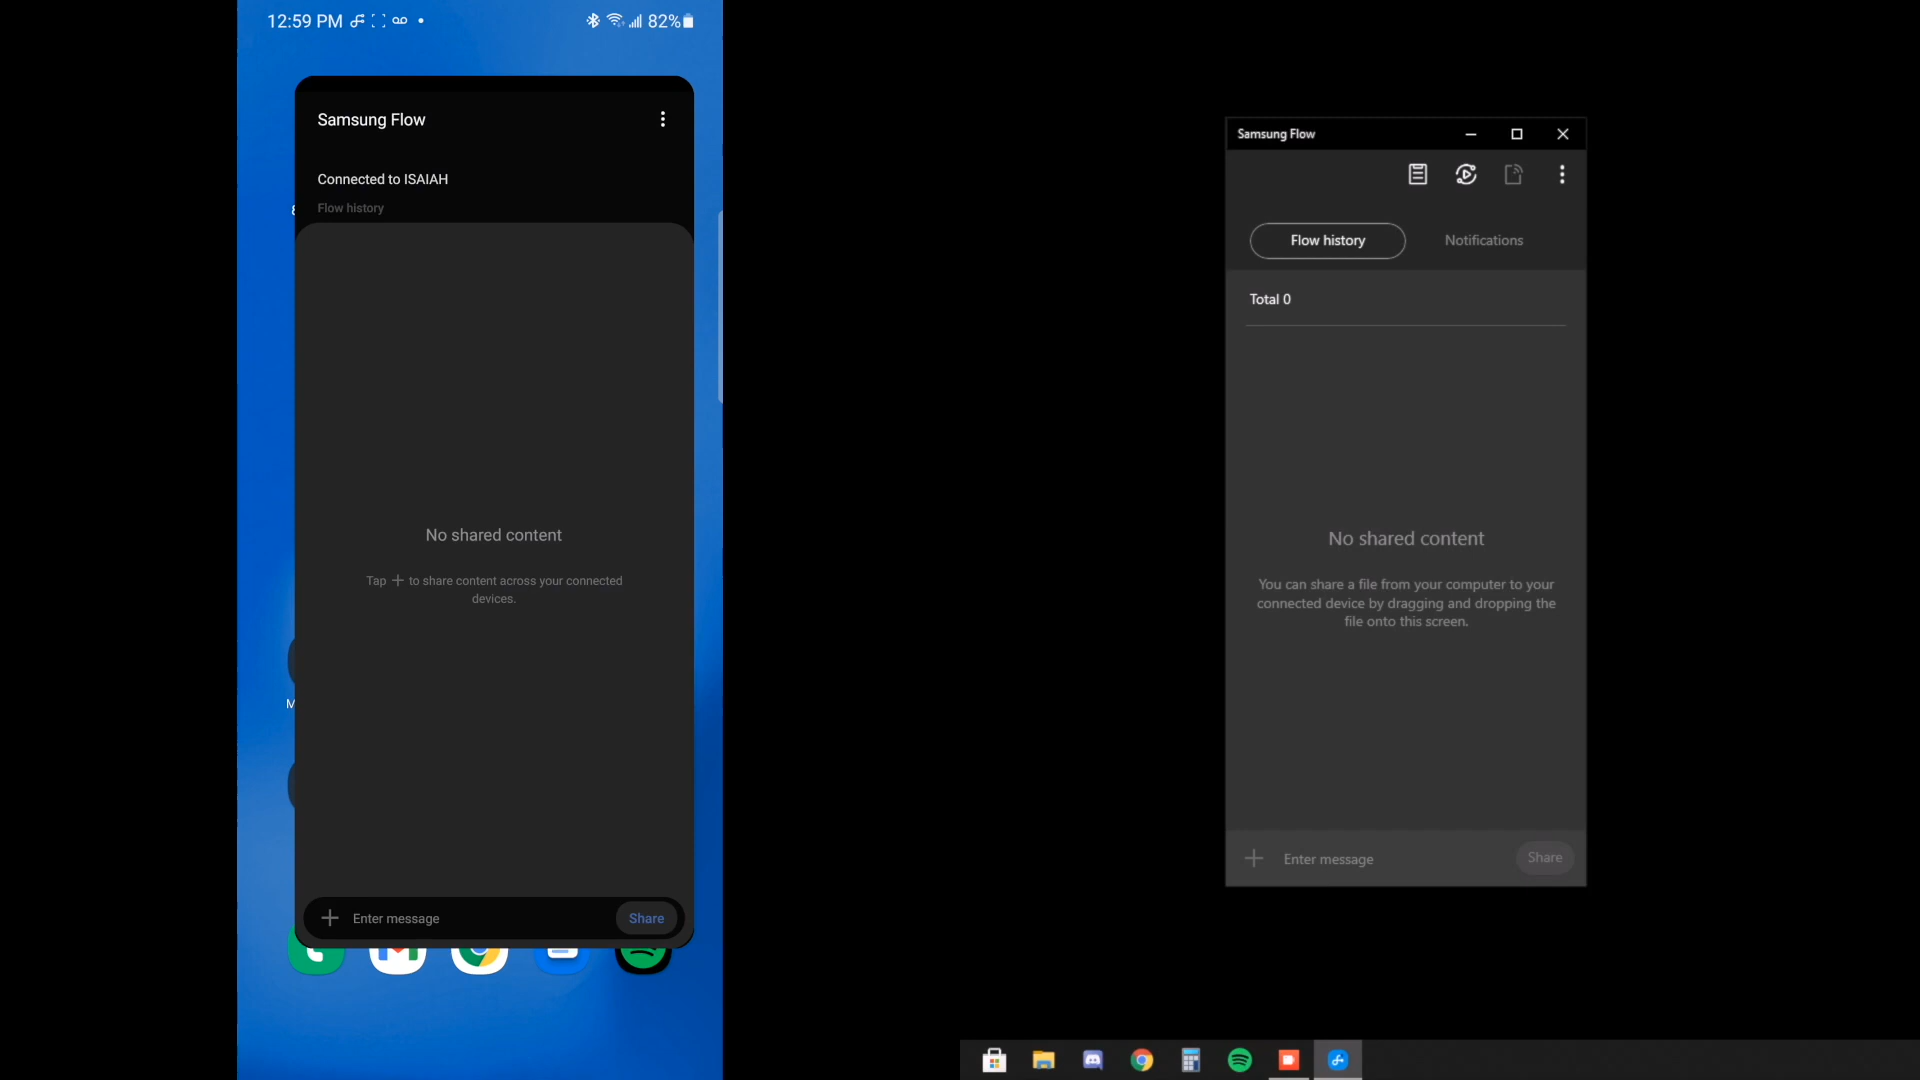 12:59 PM
82%
Samsung Flow
Connected to ISAIAH
Flow history
No shared content
Tap + to share content across your connected
devices.
M
Enter message
Share
Samsung Flow
Flow history
Notifications
Total 0
No shared content
You can share a file from your computer to your
connected device by dragging and dropping the
file onto this screen.
Enter message
Share